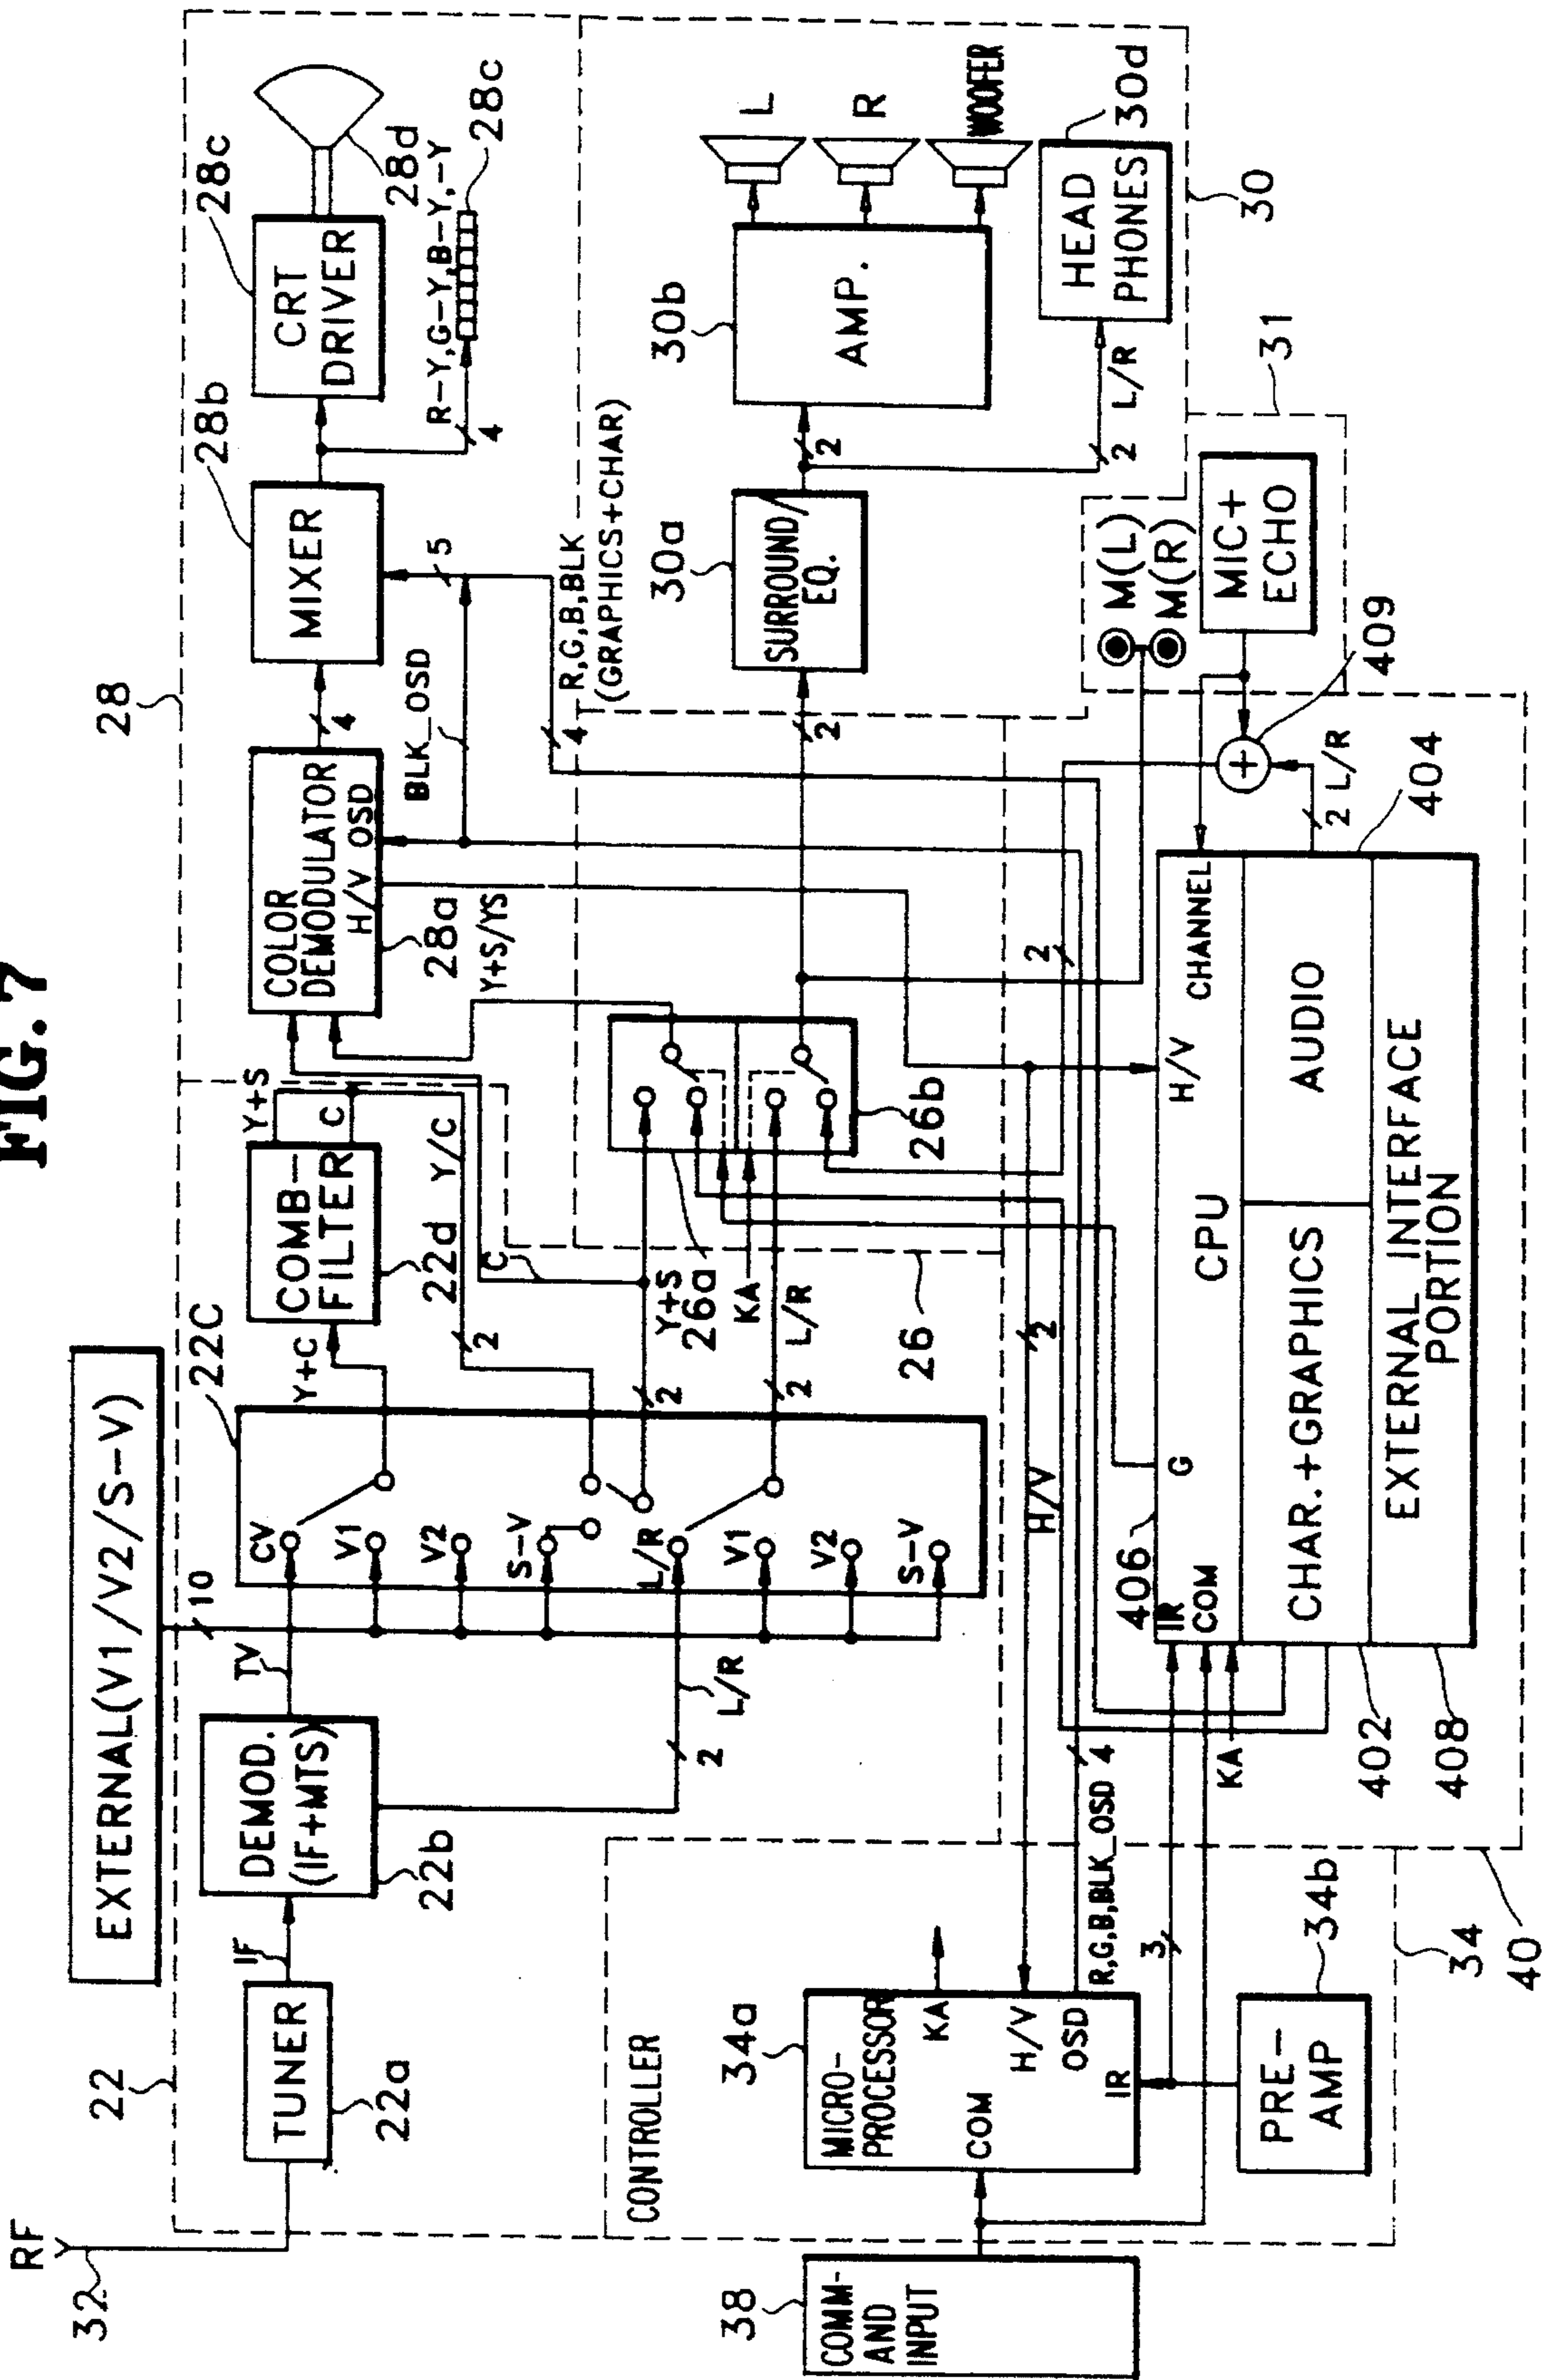 FIG. 7
RF
32
22
EXTERNAL(V1/V2/S-V)
10
TUNER
22a
IF
DEMOD.
(IF+MTS)
22b
TV
L/R
2
22C
CV
V1
V2
S-V
L/R
V1
V2
S-V
Y+C
COMB-
FILTER
22d
Y+S
C
Y/C
2
C
2
Y+S
26a
KA
2
L/R
26
26b
28
COLOR
DEMODULATOR
H/V OSD
28a
Y+S/YS
4
BLK_OSD
MIXER
28b
5
4
R,G,B,BLK
(GRAPHICS+CHAR)
CRT
DRIVER
28c
28d
R-Y,G-Y,B-Y,-Y
4
28c
2
SURROUND/
EQ.
30a
2
AMP.
30b
L
R
WOOFER
2 L/R
HEAD
PHONES
30d
30
31
M(L)
M(R)
MIC+
ECHO
409
2 L/R
404
2
CONTROLLER
38
COMM-
AND
INPUT
34a
MICRO-
PROCESSOR
KA
COM
H/V
OSD
IR
PRE-
AMP
34b
34
40
3
R,G,B,BLK_OSD 4
H/V
2
406
IR
COM
KA
G
CPU
H/V
CHANNEL
CHAR.+GRAPHICS
AUDIO
EXTERNAL INTERFACE
PORTION
402
408